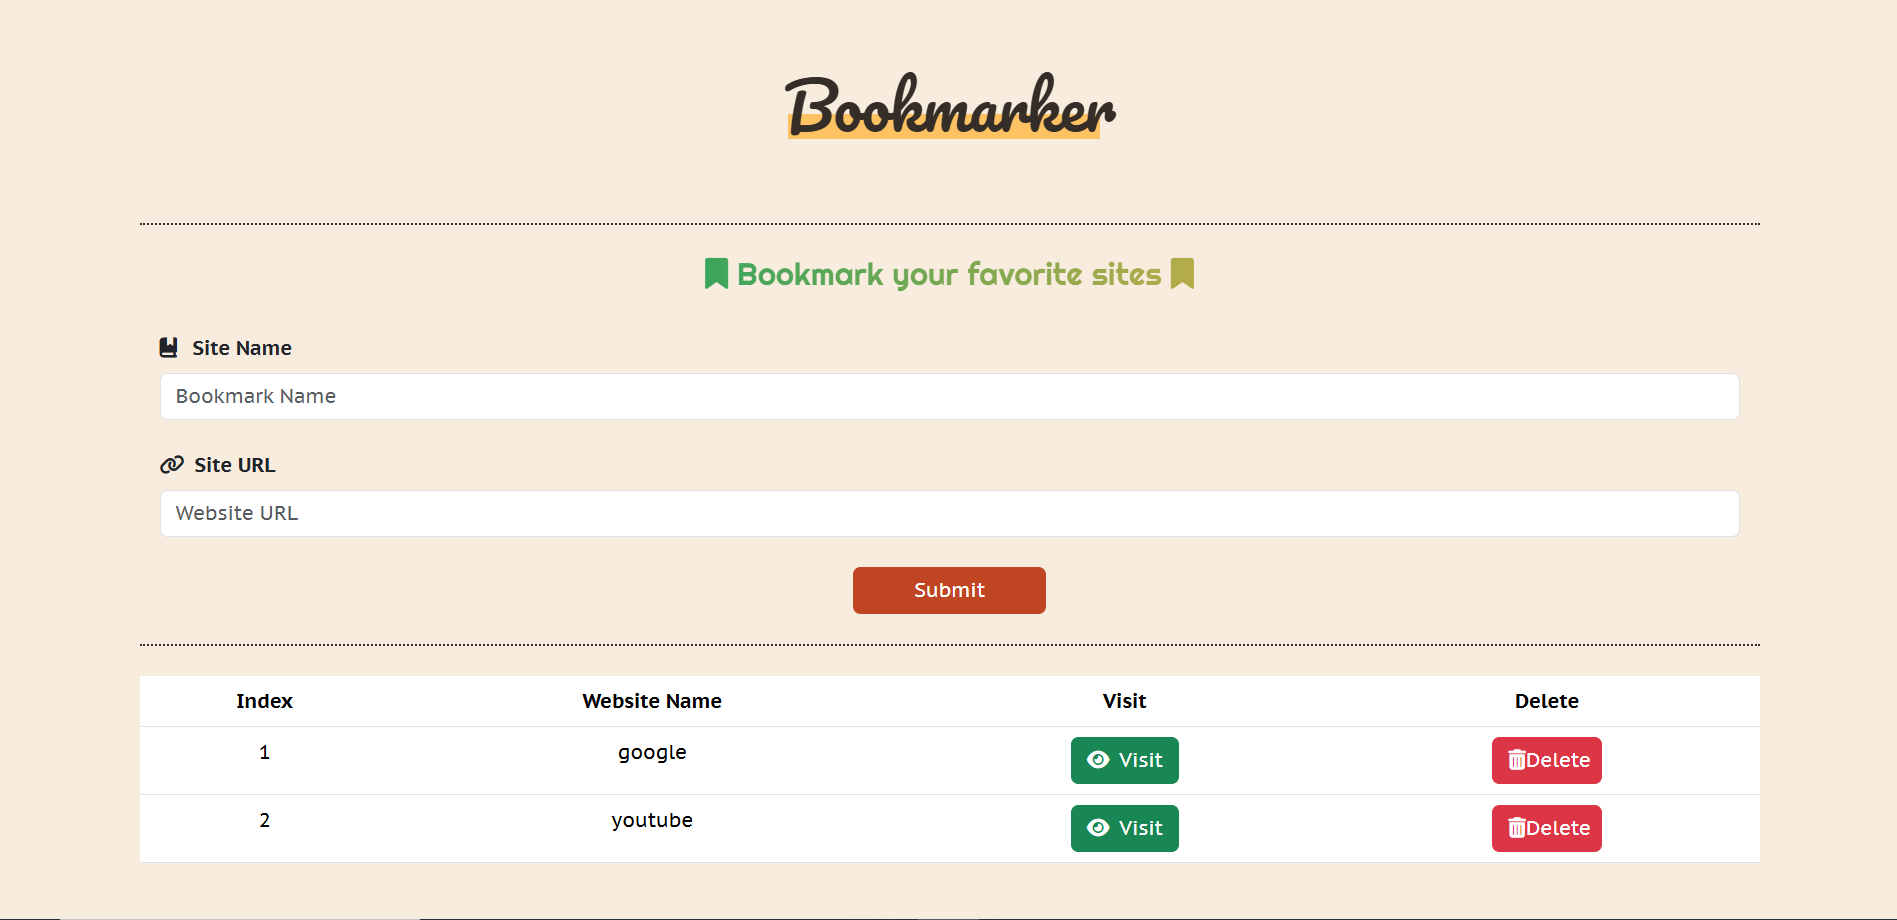 Bookmarker
Bookmark your favorite sites
Site Name
Bookmark Name
Site URL
Website URL
Submit
Index Website Name Visit Delete
1 google Visit Delete
2 youtube Visit Delete